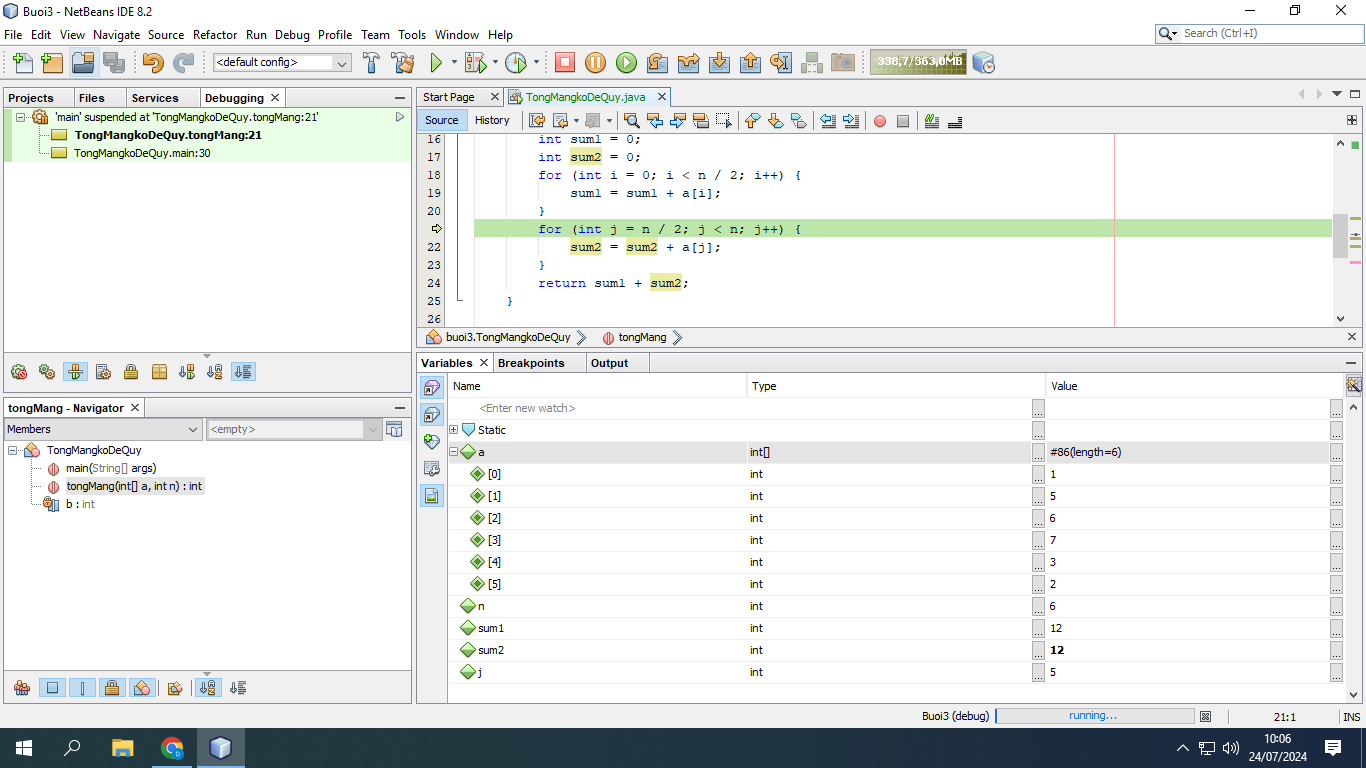 Buoi3 - NetBeans IDE 8.2
File Edit View Navigate Source Refactor Run Debug Profile Team Tools Window Help
Search (Ctrl+I)
<default config>
338,7/363,0MB
Projects Files Services Debugging
'main' suspended at 'TongMangkoDeQuy.tongMang:21'
TongMangkoDeQuy.tongMang:21
TongMangkoDeQuy.main:30
Start Page TongMangkoDeQuy.java
Source History
16 int sum1 = 0;
17 int sum2 = 0;
18 for (int i = 0; i < n / 2; i++) {
19 sum1 = sum1 + a[i];
20 }
for (int j = n / 2; j < n; j++) {
22 sum2 = sum2 + a[j];
23 }
24 return sum1 + sum2;
25 }
26
buoi3.TongMangkoDeQuy tongMang
tongMang - Navigator
Members <empty>
TongMangkoDeQuy
main(String[] args)
tongMang(int[] a, int n) : int
b : int
Variables Breakpoints Output
Name Type Value
<Enter new watch>
Static
a int[] #86(length=6)
[0] int 1
[1] int 5
[2] int 6
[3] int 7
[4] int 3
[5] int 2
n int 6
sum1 int 12
sum2 int 12
j int 5
Buoi3 (debug) running... 21:1 INS
10:06
24/07/2024